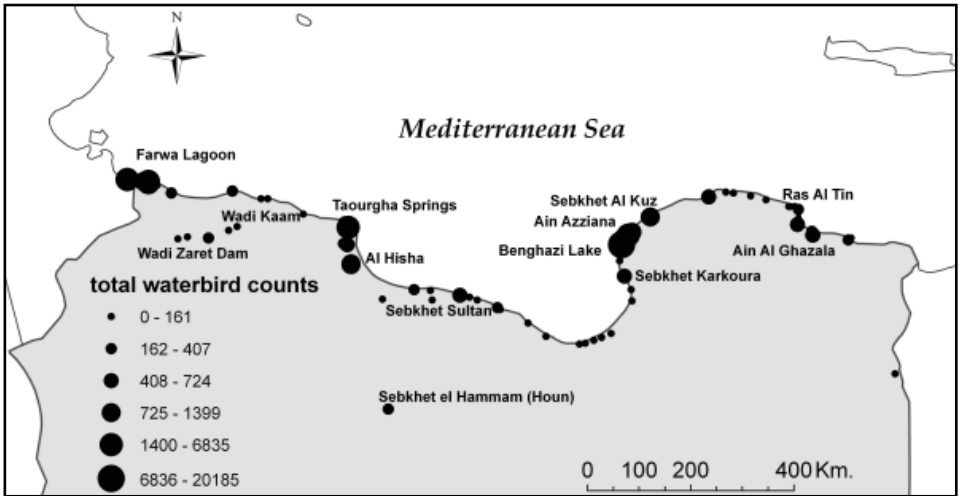 N
Mediterranean Sea
Farwa Lagoon
Sebkhet Al Kuz
Ras Al Tin
Taourgha Springs
Wadi Kaam
Ain Azziana
Wadi Zaret Dam
Benghazi Lake
Ain Al Ghazala
Al Hisha
Sebkhet Karkoura
total waterbird counts
Sebkhet Sultan
0 - 161
162 - 407
408 - 724
725 - 1399
1400 - 6835
6836 - 20185
Sebkhet el Hammam (Houn)
0 100 200 400 Km.